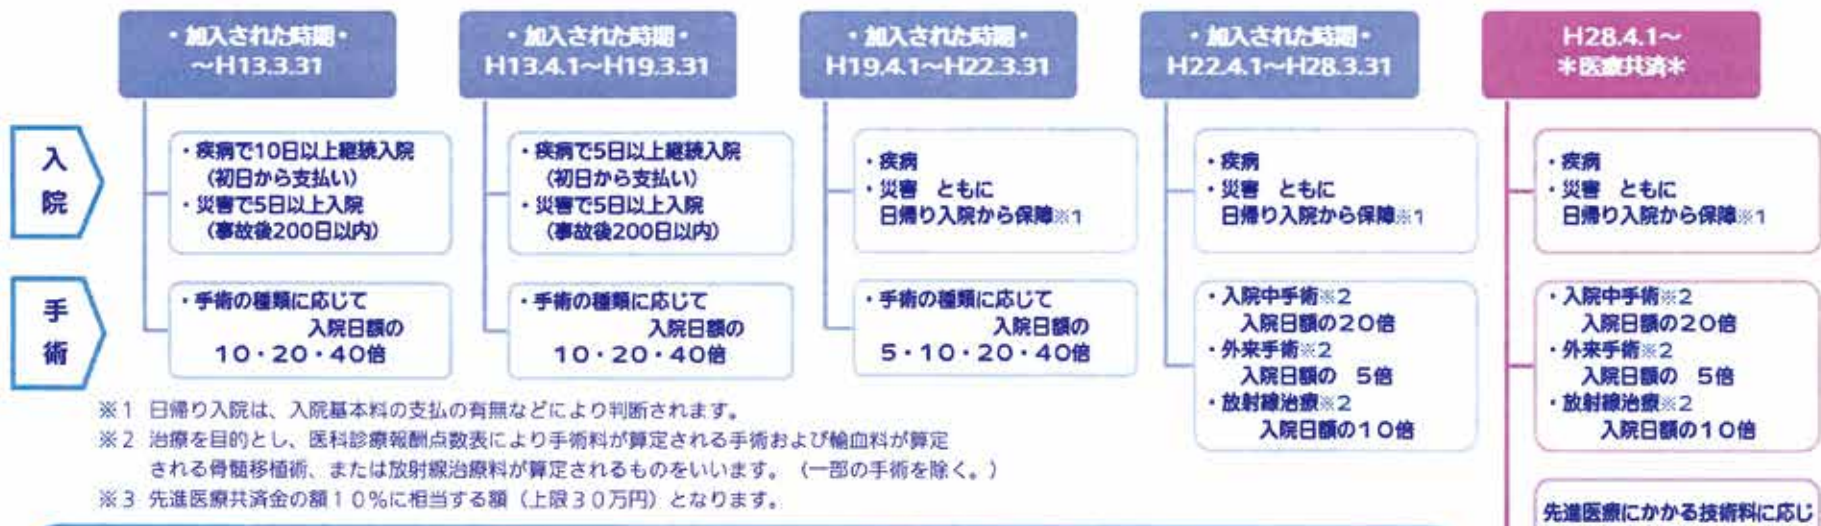 ・加入された時期・
～H13.3.31
・加入された時期・
H13.4.1～H19.3.31
・加入された時期・
H19.4.1～H22.3.31
・加入された時期・
H22.4.1～H28.3.31
H28.4.1～
＊医療共済＊
入院
・疾病で10日以上継続入院
（初日から支払い）
・災害で5日以上入院
（事故後200日以内）
・疾病で5日以上継続入院
（初日から支払い）
・災害で5日以上入院
（事故後200日以内）
・疾病
・災害　ともに
日帰り入院から保障※1
・疾病
・災害　ともに
日帰り入院から保障※1
・疾病
・災害　ともに
日帰り入院から保障※1
手術
・手術の種類に応じて
入院日額の
１０・２０・４０倍
・手術の種類に応じて
入院日額の
１０・２０・４０倍
・手術の種類に応じて
入院日額の
５・１０・２０・４０倍
・入院中手術※2
入院日額の２０倍
・外来手術※2
入院日額の　５倍
・放射線治療※2
入院日額の１０倍
・入院中手術※2
入院日額の２０倍
・外来手術※2
入院日額の　５倍
・放射線治療※2
入院日額の１０倍
※１ 日帰り入院は、入院基本料の支払の有無などにより判断されます。
※２ 治療を目的とし、医科診療報酬点数表により手術料が算定される手術および輸血料が算定
される骨髄移植術、または放射線治療料が算定されるものをいいます。（一部の手術を除く。）
※３ 先進医療共済金の額１０％に相当する額（上限３０万円）となります。
先進医療にかかる技術料に応じ